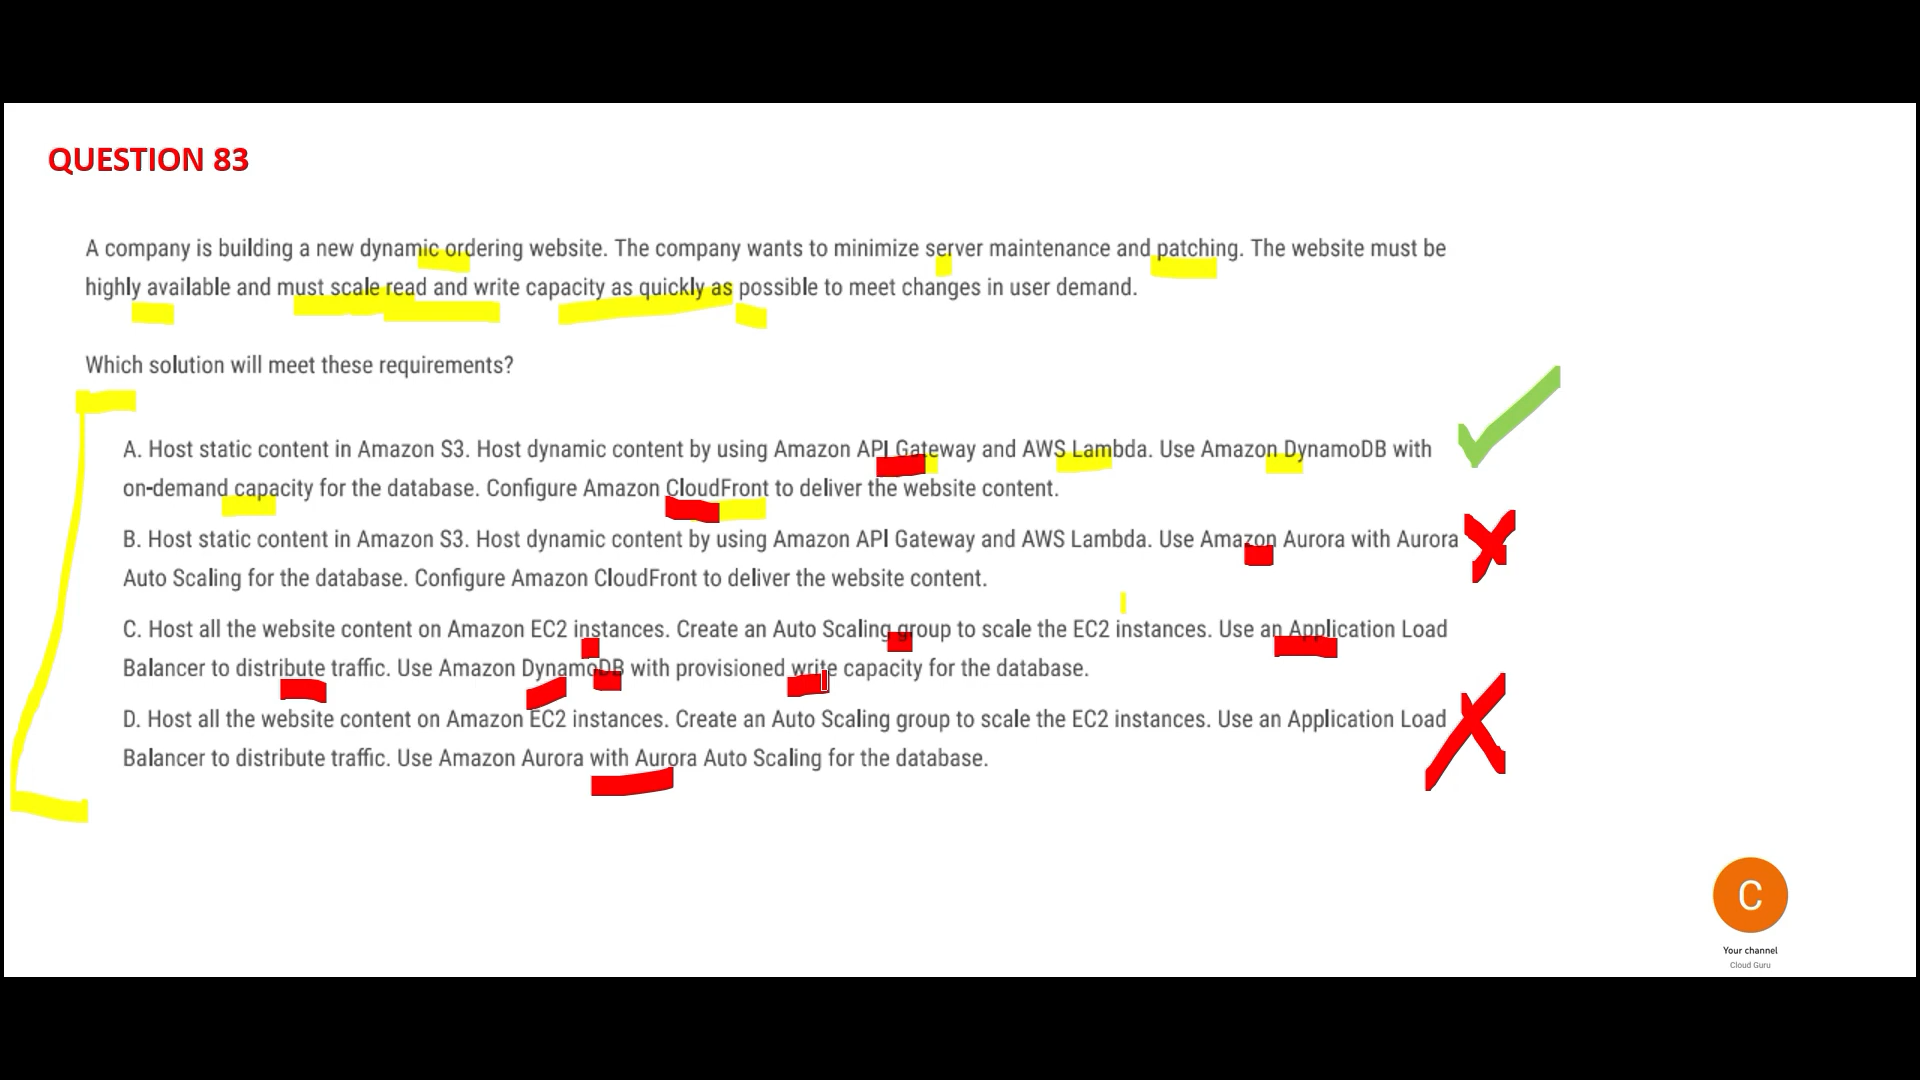 QUESTION 83
A company is building a new dynamic ordering website. The company wants to minimize server maintenance and patching. The website must be
highly available and must scale read and write capacity as quickly as possible to meet changes in user demand.
Which solution will meet these requirements?
A. Host static content in Amazon S3. Host dynamic content by using Amazon API Gateway and AWS Lambda. Use Amazon DynamoDB with
on-demand capacity for the database. Configure Amazon CloudFront to deliver the website content.
B. Host static content in Amazon S3. Host dynamic content by using Amazon API Gateway and AWS Lambda. Use Amazon Aurora with Aurora
Auto Scaling for the database. Configure Amazon CloudFront to deliver the website content.
C. Host all the website content on Amazon EC2 instances. Create an Auto Scaling group to scale the EC2 instances. Use an Application Load
Balancer to distribute traffic. Use Amazon DynamoDB with provisioned write capacity for the database.
D. Host all the website content on Amazon EC2 instances. Create an Auto Scaling group to scale the EC2 instances. Use an Application Load
Balancer to distribute traffic. Use Amazon Aurora with Aurora Auto Scaling for the database.
C
Your channel
Cloud Guru